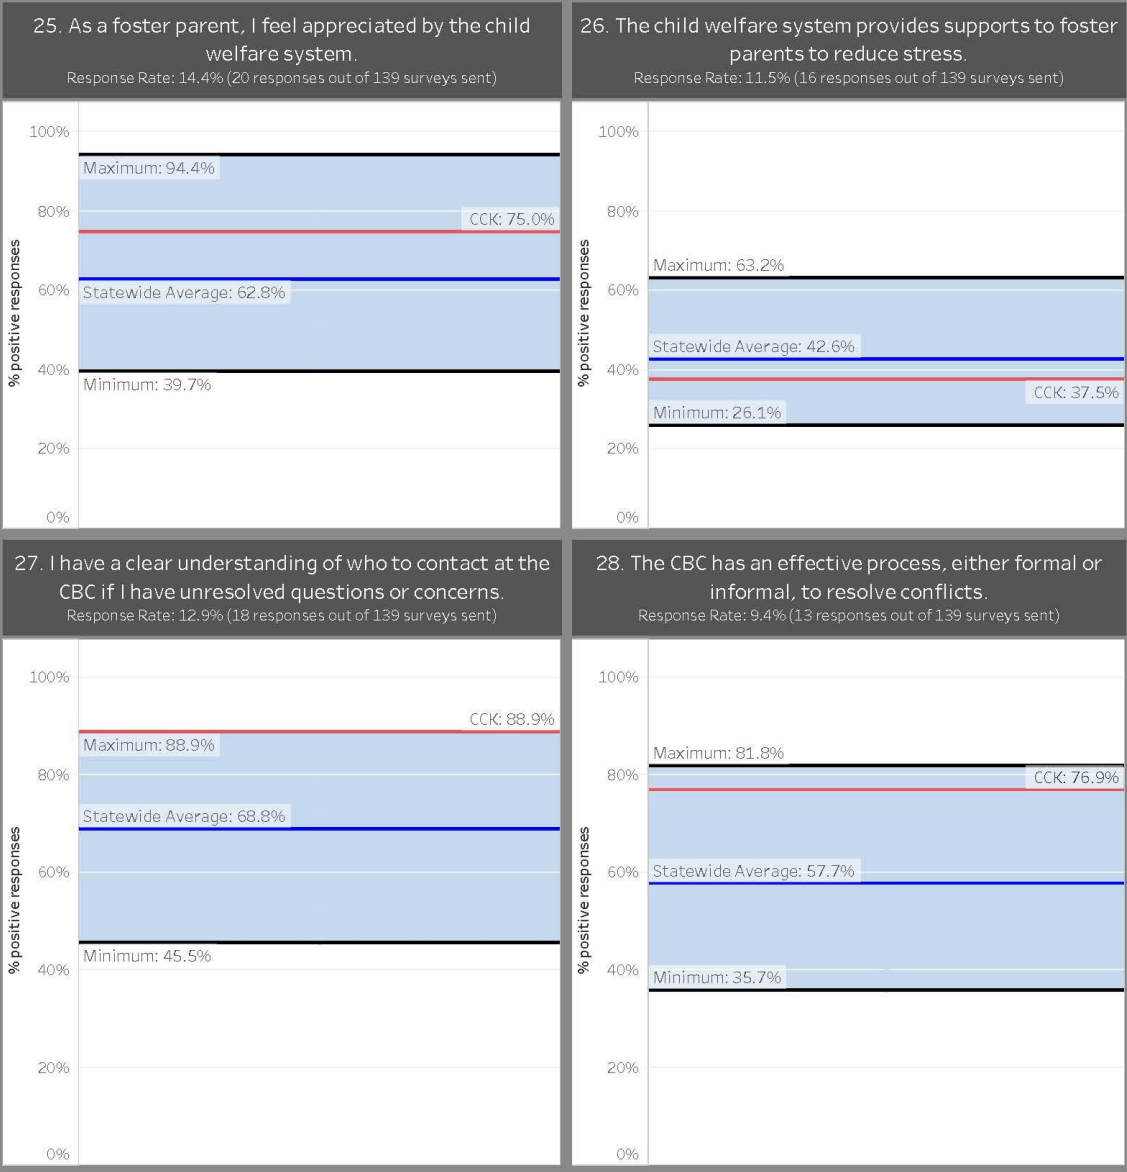 25. As a foster parent, I feel appreciated by the child
welfare system.
Response Rate: 14.4% (20 responses out of 139 surveys sent)
% positive responses
100%
Maximum: 94.4%
80%
CCK: 75.0%
60%
Statewide Average: 62.8%
40%
Minimum: 39.7%
20%
0%
26. The child welfare system provides supports to foster
parents to reduce stress.
Response Rate: 11.5% (16 responses out of 139 surveys sent)
% positive responses
100%
80%
Maximum: 63.2%
60%
Statewide Average: 42.6%
40%
CCK: 37.5%
Minimum: 26.1%
20%
0%
27. I have a clear understanding of who to contact at the
CBC if I have unresolved questions or concerns.
Response Rate: 12.9% (18 responses out of 139 surveys sent)
% positive responses
100%
CCK: 88.9%
Maximum: 88.9%
80%
Statewide Average: 68.8%
60%
Minimum: 45.5%
40%
20%
0%
28. The CBC has an effective process, either formal or
informal, to resolve conflicts.
Response Rate: 9.4% (13 responses out of 139 surveys sent)
% positive responses
100%
Maximum: 81.8%
80%
CCK: 76.9%
60%
Statewide Average: 57.7%
40%
Minimum: 35.7%
20%
0%